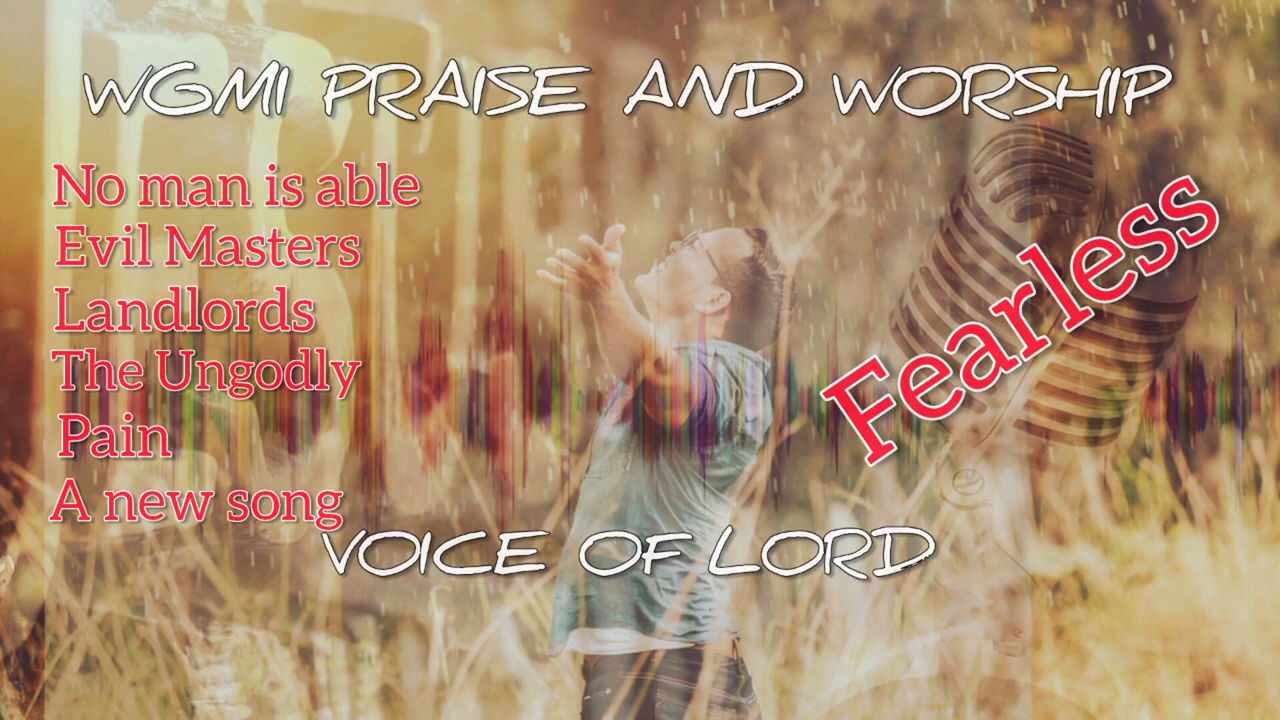 WGMI PRAISE AND WORSHIP
No man is able
Evil Masters
Landlords
The Ungodly
Pain
A new song
Fearless
VOICE OF LORD